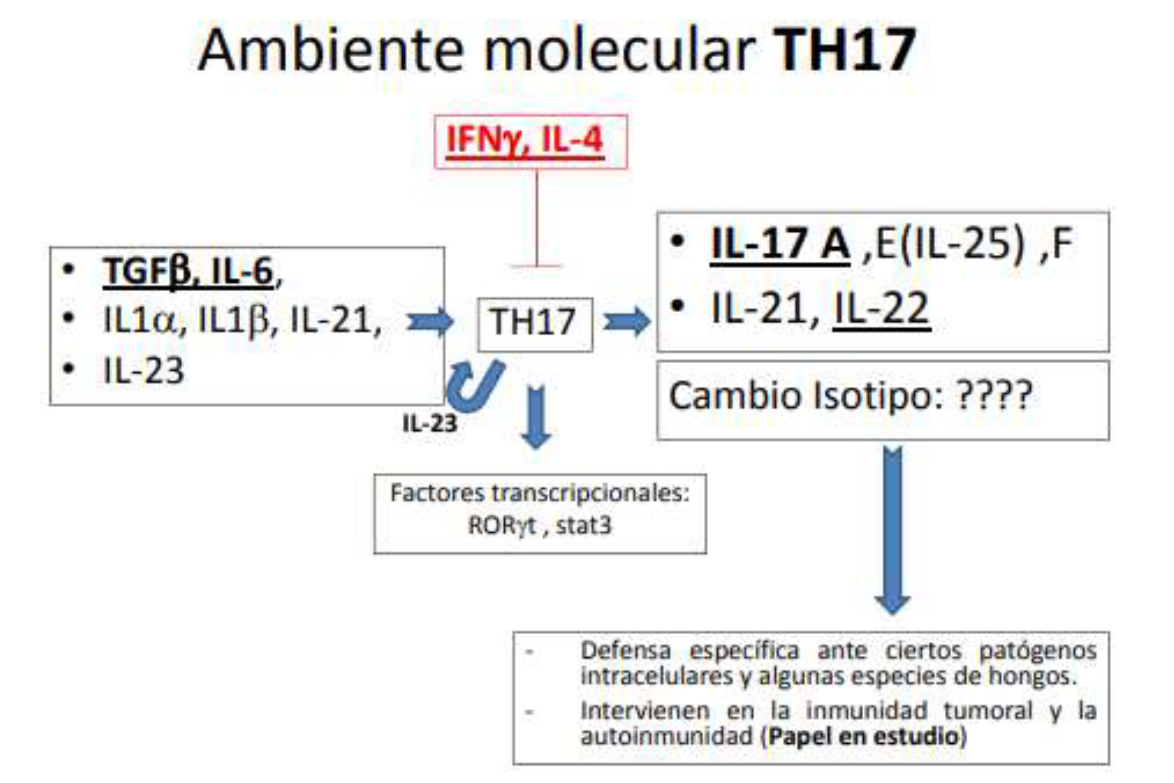 Ambiente molecular TH17
IFNγ, IL-4
• TGFβ, IL-6,
• IL1α, IL1β, IL-21,
• IL-23
TH17
• IL-17 A ,E(IL-25) ,F
• IL-21, IL-22
Cambio Isotipo: ????
IL-23
Factores transcripcionales:
RORγt , stat3
- Defensa específica ante ciertos patógenos
intracelulares y algunas especies de hongos.
- Intervienen en la inmunidad tumoral y la
autoinmunidad (Papel en estudio)